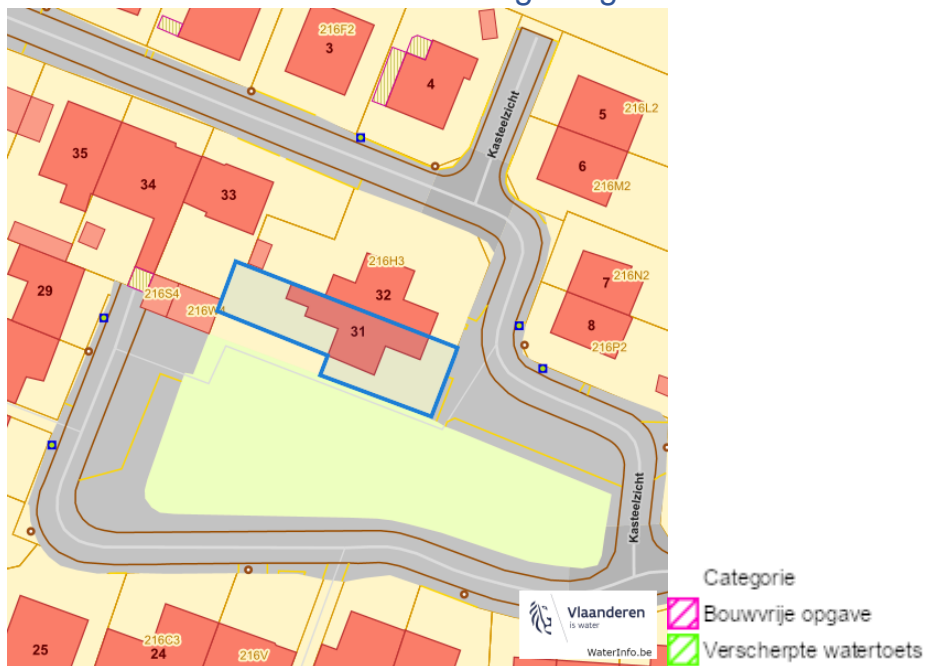 216F2
3
4
Kasteelzicht
5
216L2
6
216M2
35
34
33
216H3
32
7
216N2
29
216S4
216W
31
8
216P2
Kasteelzicht
25
216C3
24
216V
Vlaanderen
is water
WaterInfo.be
Categorie
Bouwvrije opgave
Verscherpte watertoets